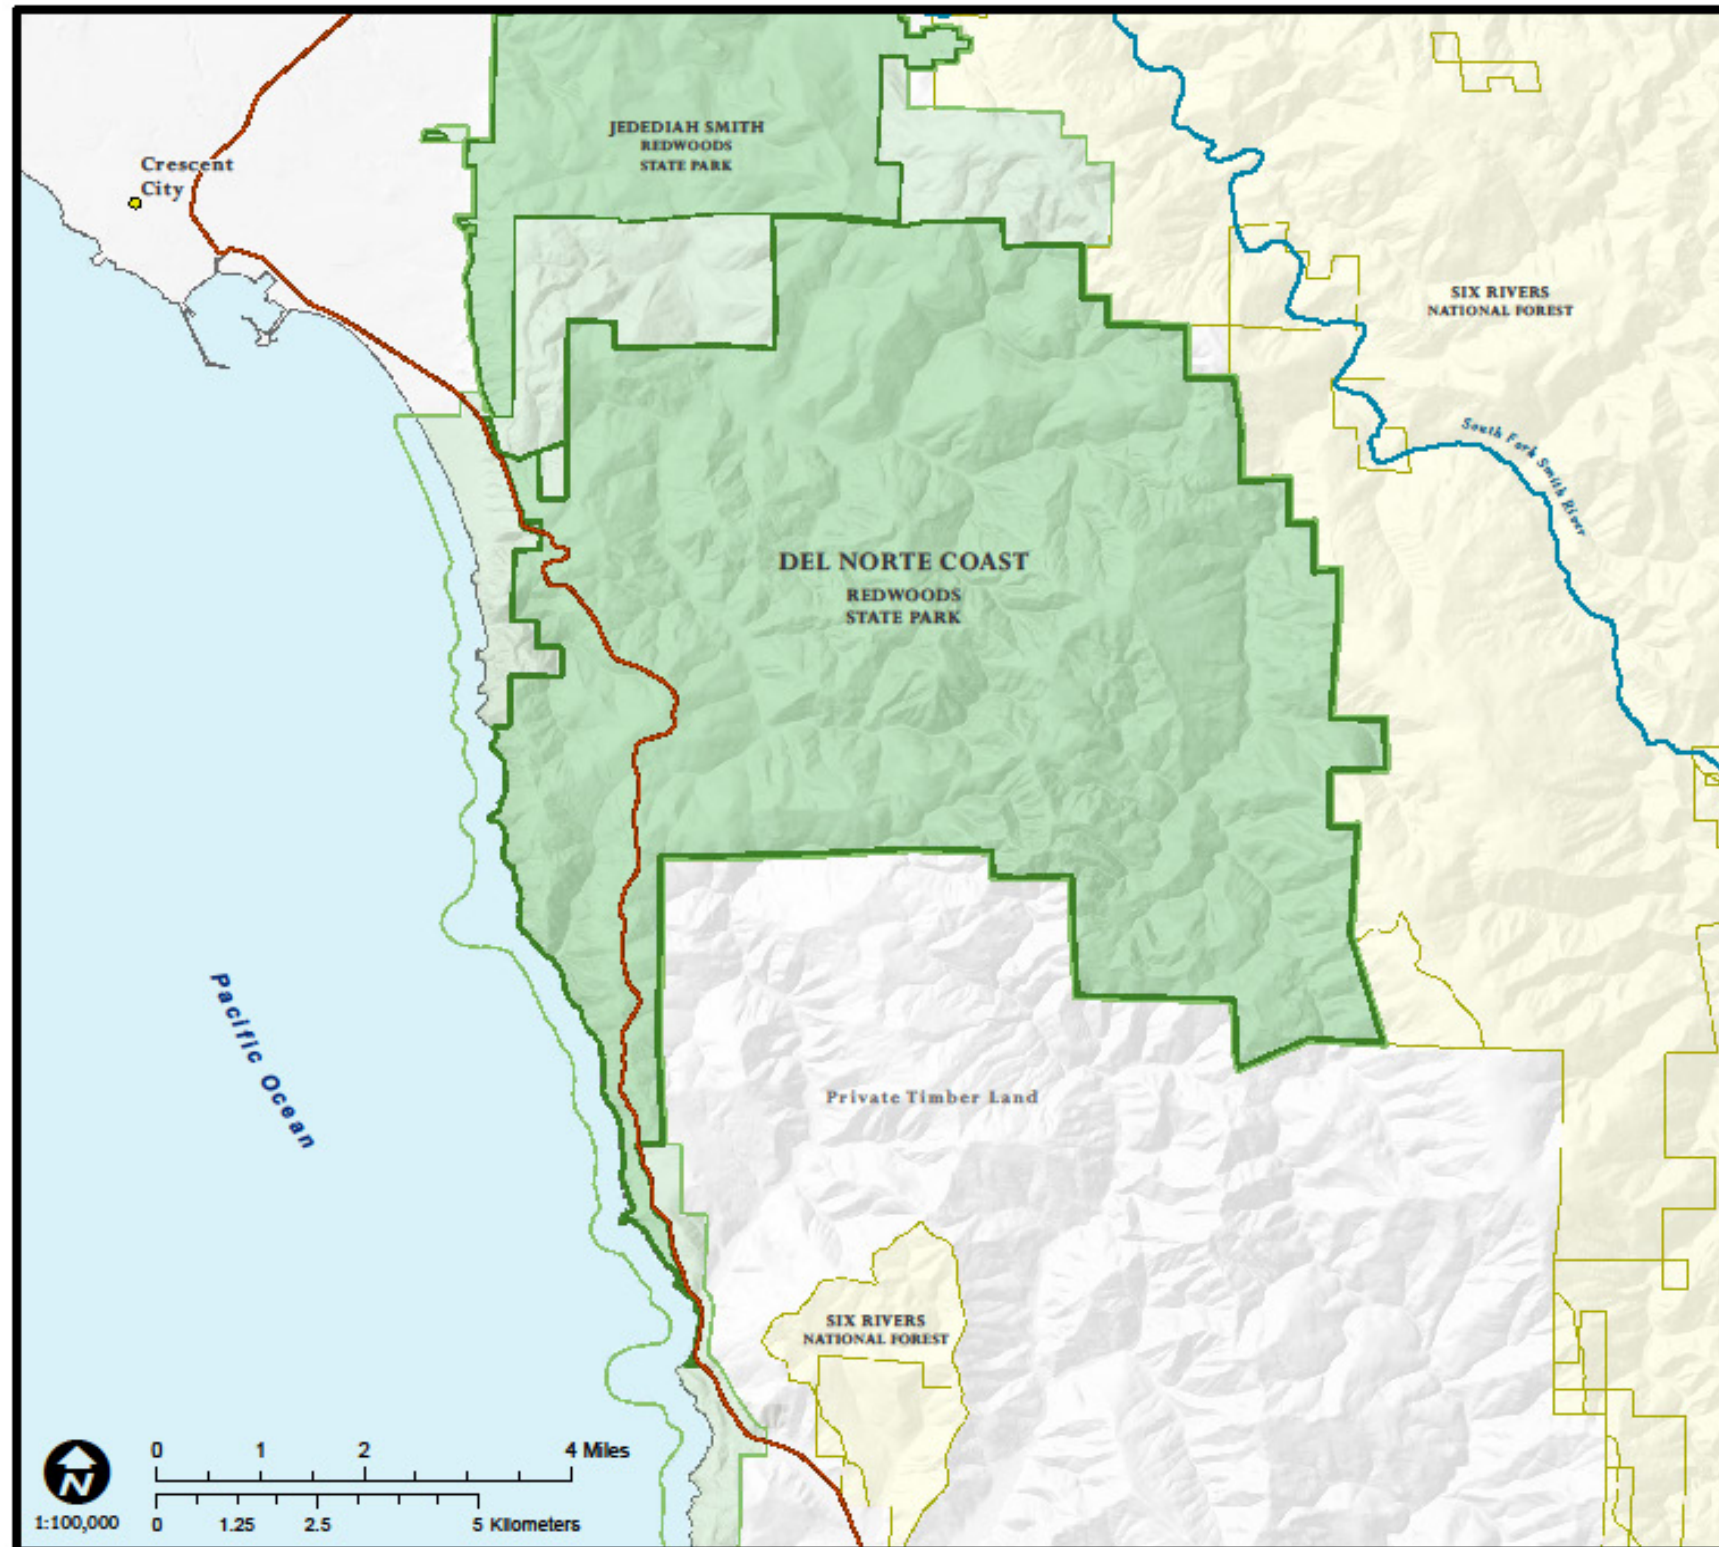 JEDEDIAH SMITH
REDWOODS
STATE PARK
Crescent
City
SIX RIVERS
NATIONAL FOREST
South Fork Smith River
DEL NORTE COAST
REDWOODS
STATE PARK
Pacific Ocean
Private Timber Land
SIX RIVERS
NATIONAL FOREST
N
1:100,000
0 1 2 4 Miles
0 1.25 2.5 5 Kilometers